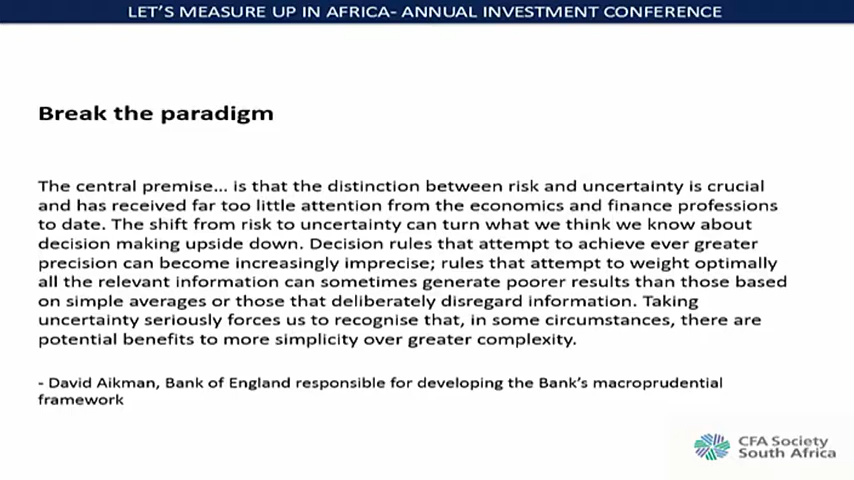 LET'S MEASURE UP IN AFRICA- ANNUAL INVESTMENT CONFERENCE
Break the paradigm
The central premise... is that the distinction between risk and uncertainty is crucial
and has received far too little attention from the economics and finance professions
to date. The shift from risk to uncertainty can turn what we think we know about
decision making upside down. Decision rules that attempt to achieve ever greater
precision can become increasingly imprecise; rules that attempt to weight optimally
all the relevant information can sometimes generate poorer results than those based
on simple averages or those that deliberately disregard information. Taking
uncertainty seriously forces us to recognise that, in some circumstances, there are
potential benefits to more simplicity over greater complexity.
- David Aikman, Bank of England responsible for developing the Bank's macroprudential
framework
CFA Society
South Africa